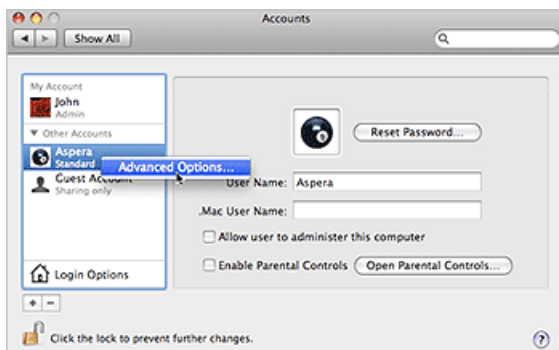 Accounts
Show All
My Account
John
Admin
Other Accounts
Aspera
Standard
Advanced Options...
Guest Account
Sharing only
Login Options
Reset Password...
User Name: Aspera
.Mac User Name:
Allow user to administer this computer
Enable Parental Controls Open Parental Controls...
+ -
Click the lock to prevent further changes.
?